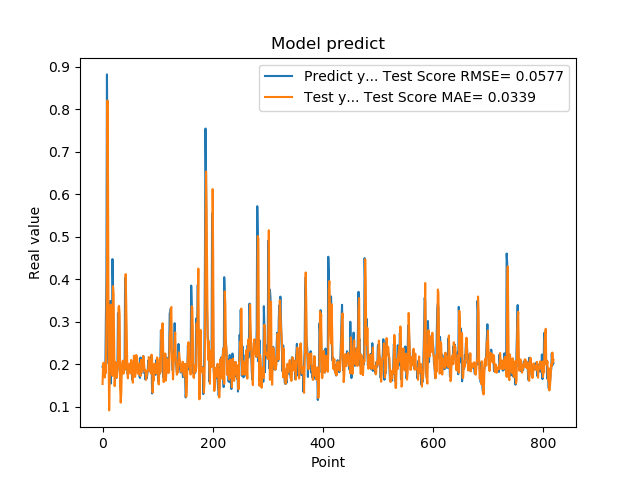 Model predict
Predict y... Test Score RMSE= 0.0577
Test y... Test Score MAE= 0.0339
Real value
0.9
0.8
0.7
0.6
0.5
0.4
0.3
0.2
0.1
0 200 400 600 800
Point